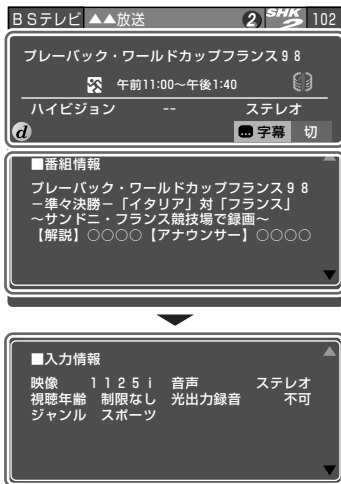 BSテレビ ▲▲放送 2 SHK 2 102
プレーバック・ワールドカップフランス98
午前11:00～午後1:40
ハイビジョン -- ステレオ
d 字幕 切
■番組情報
プレーバック・ワールドカップフランス98
－準々決勝－「イタリア」対「フランス」
～サンドニ・フランス競技場で録画～
【解説】○○○○【アナウンサー】○○○○
■入力情報
映像 1125i 音声 ステレオ
視聴年齢 制限なし 光出力録音 不可
ジャンル スポーツ